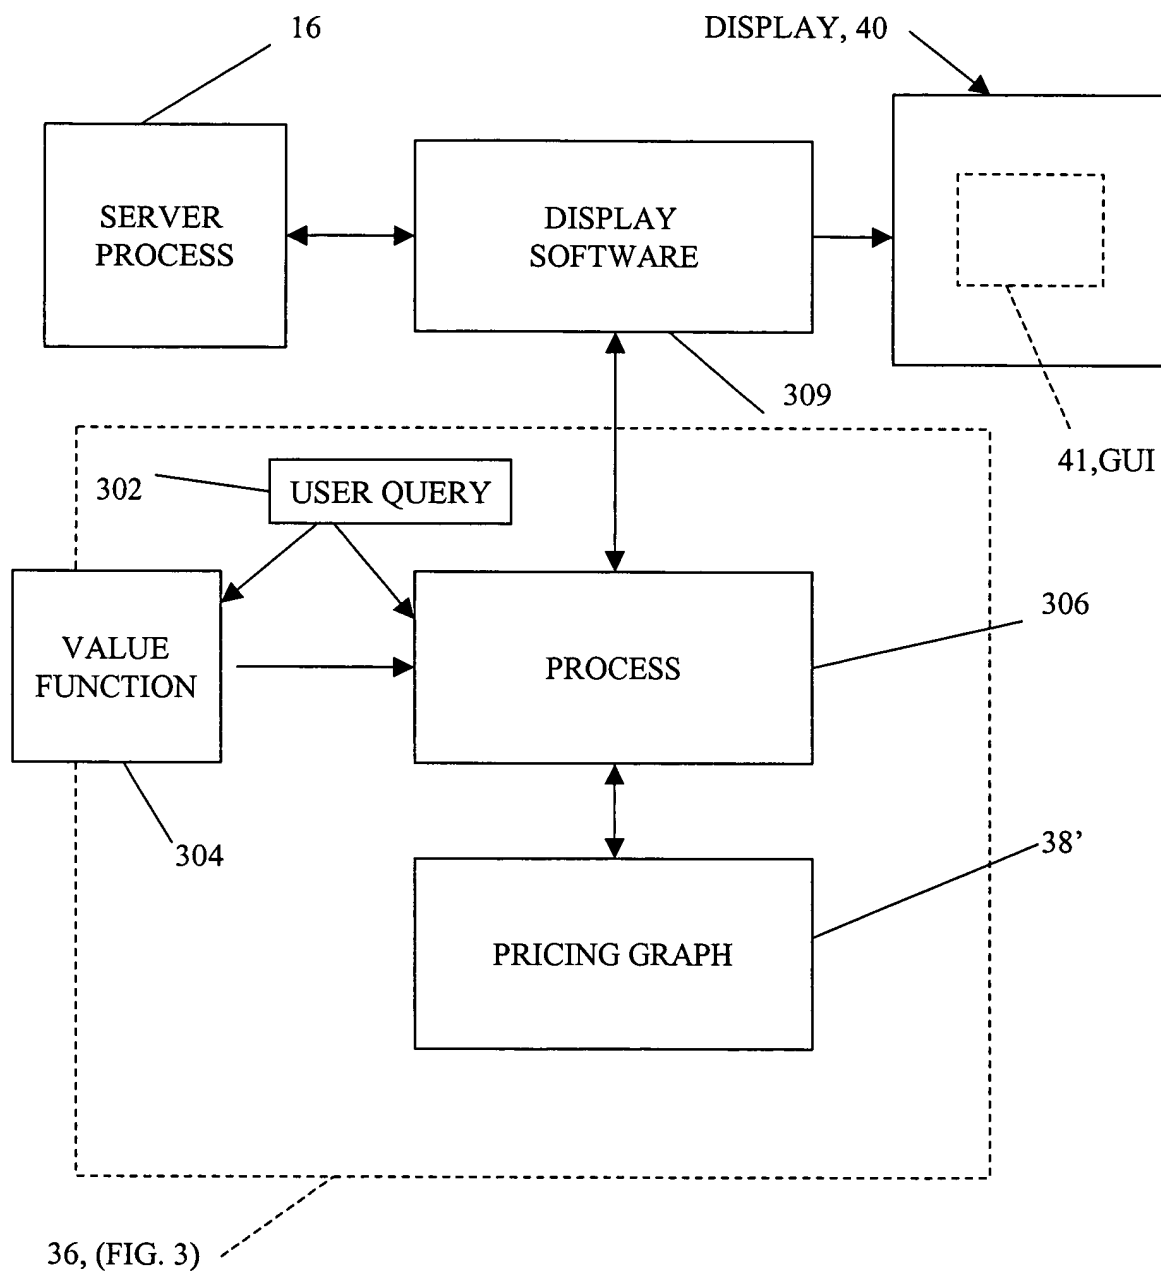 16
DISPLAY, 40
SERVER
PROCESS
DISPLAY
SOFTWARE
309
41,GUI
302
USER QUERY
VALUE
FUNCTION
PROCESS
306
304
38’
PRICING GRAPH
36, (FIG. 3)